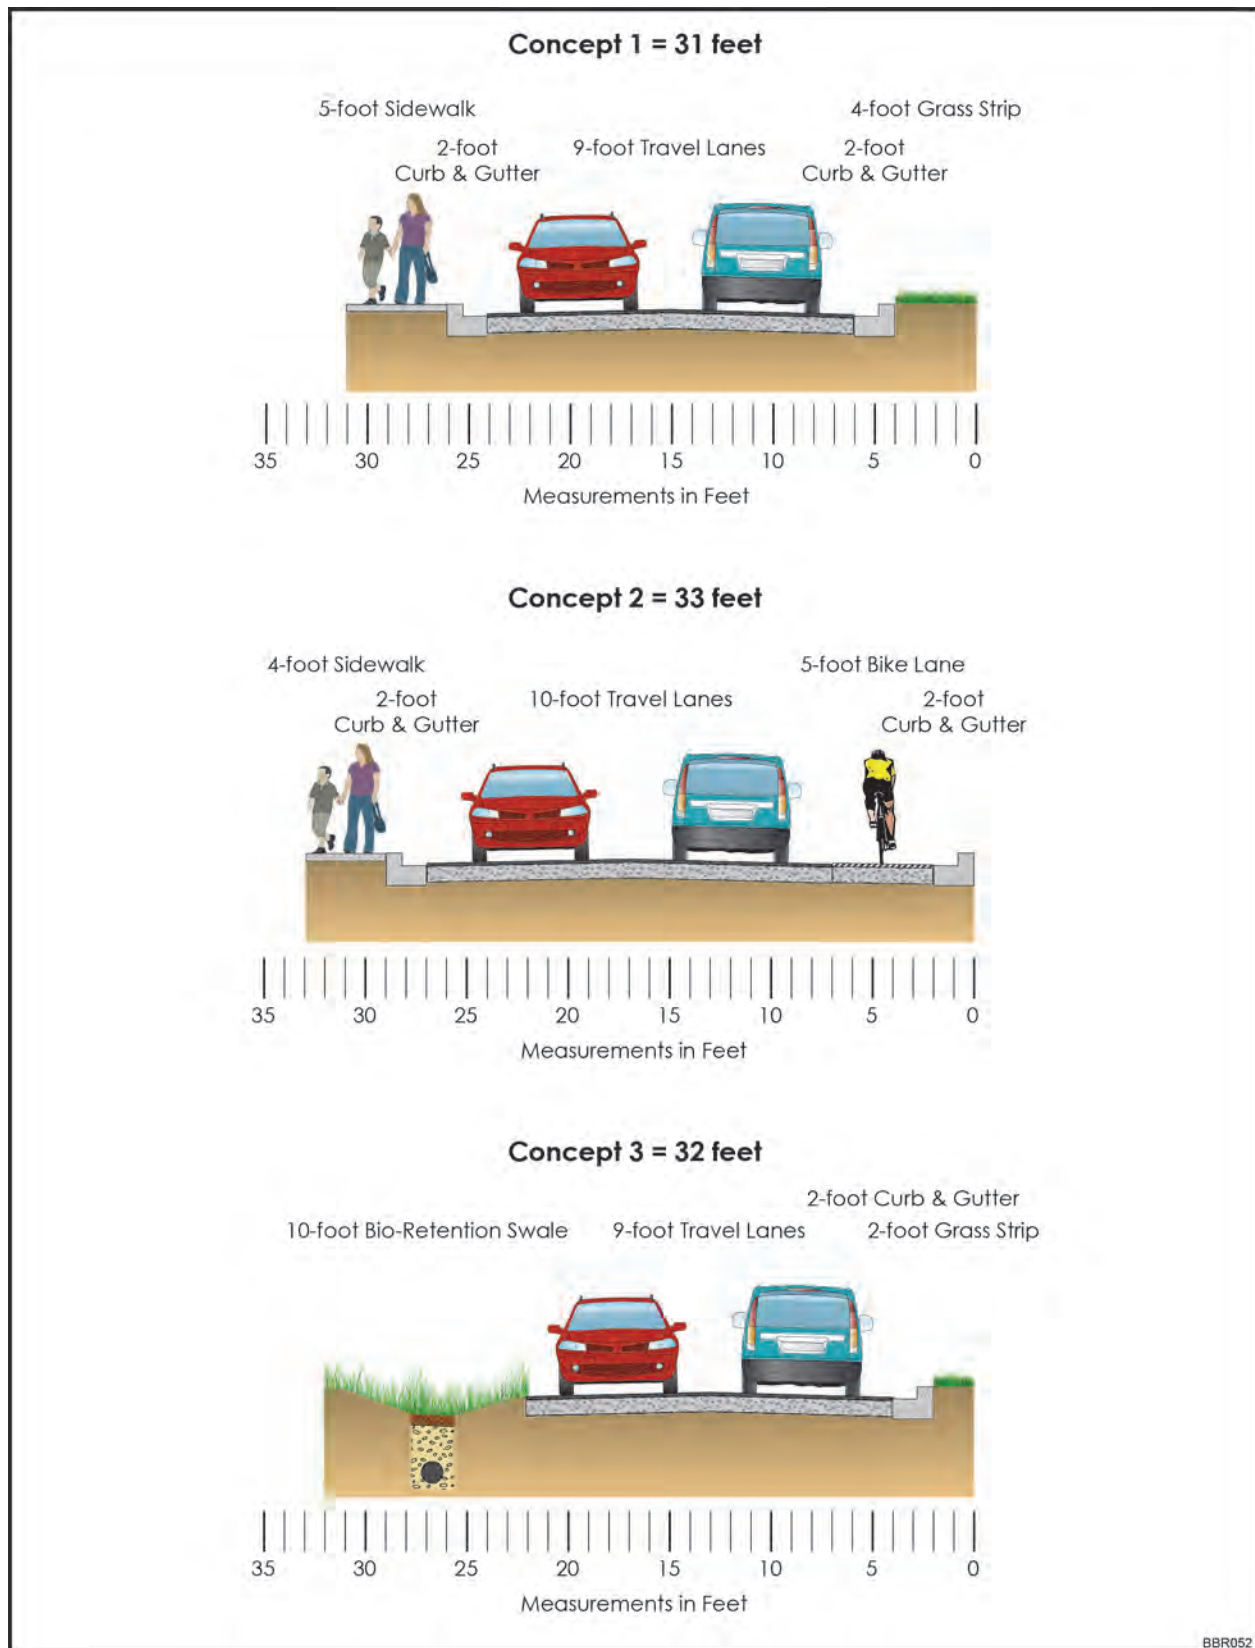 Concept 1 = 31 feet
5-foot Sidewalk
4-foot Grass Strip
2-foot
Curb & Gutter
9-foot Travel Lanes
2-foot
Curb & Gutter
35 30 25 20 15 10 5 0
Measurements in Feet
Concept 2 = 33 feet
4-foot Sidewalk
5-foot Bike Lane
2-foot
Curb & Gutter
10-foot Travel Lanes
2-foot
Curb & Gutter
35 30 25 20 15 10 5 0
Measurements in Feet
Concept 3 = 32 feet
2-foot Curb & Gutter
10-foot Bio-Retention Swale
9-foot Travel Lanes
2-foot Grass Strip
35 30 25 20 15 10 5 0
Measurements in Feet
BBR052